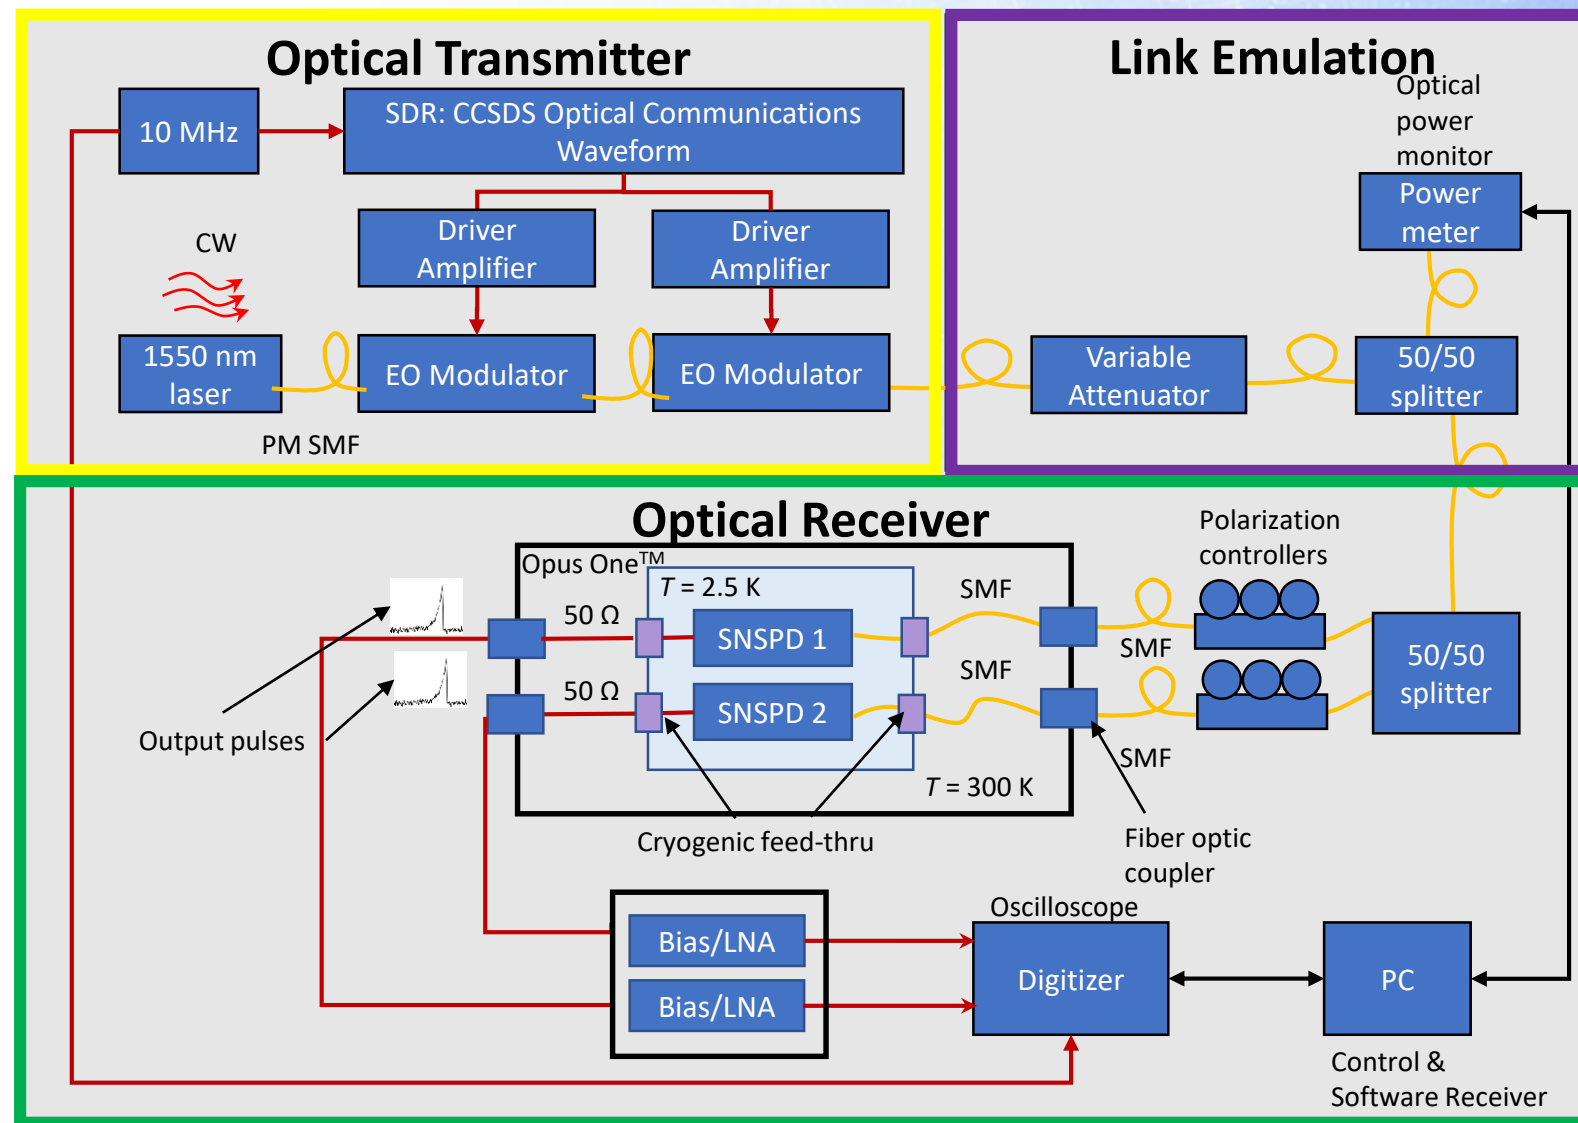 Optical Transmitter
10 MHz
SDR: CCSDS Optical Communications
Waveform
CW
Driver
Amplifier
Driver
Amplifier
1550 nm
laser
EO Modulator
EO Modulator
PM SMF
Link Emulation
Optical
power
monitor
Power
meter
Variable
Attenuator
50/50
splitter
Optical Receiver
Opus One™
T = 2.5 K
50 Ω
SNSPD 1
SMF
50 Ω
SNSPD 2
SMF
T = 300 K
Polarization
controllers
SMF
SMF
50/50
splitter
Output pulses
Cryogenic feed-thru
Fiber optic
coupler
Bias/LNA
Bias/LNA
Oscilloscope
Digitizer
PC
Control &
Software Receiver